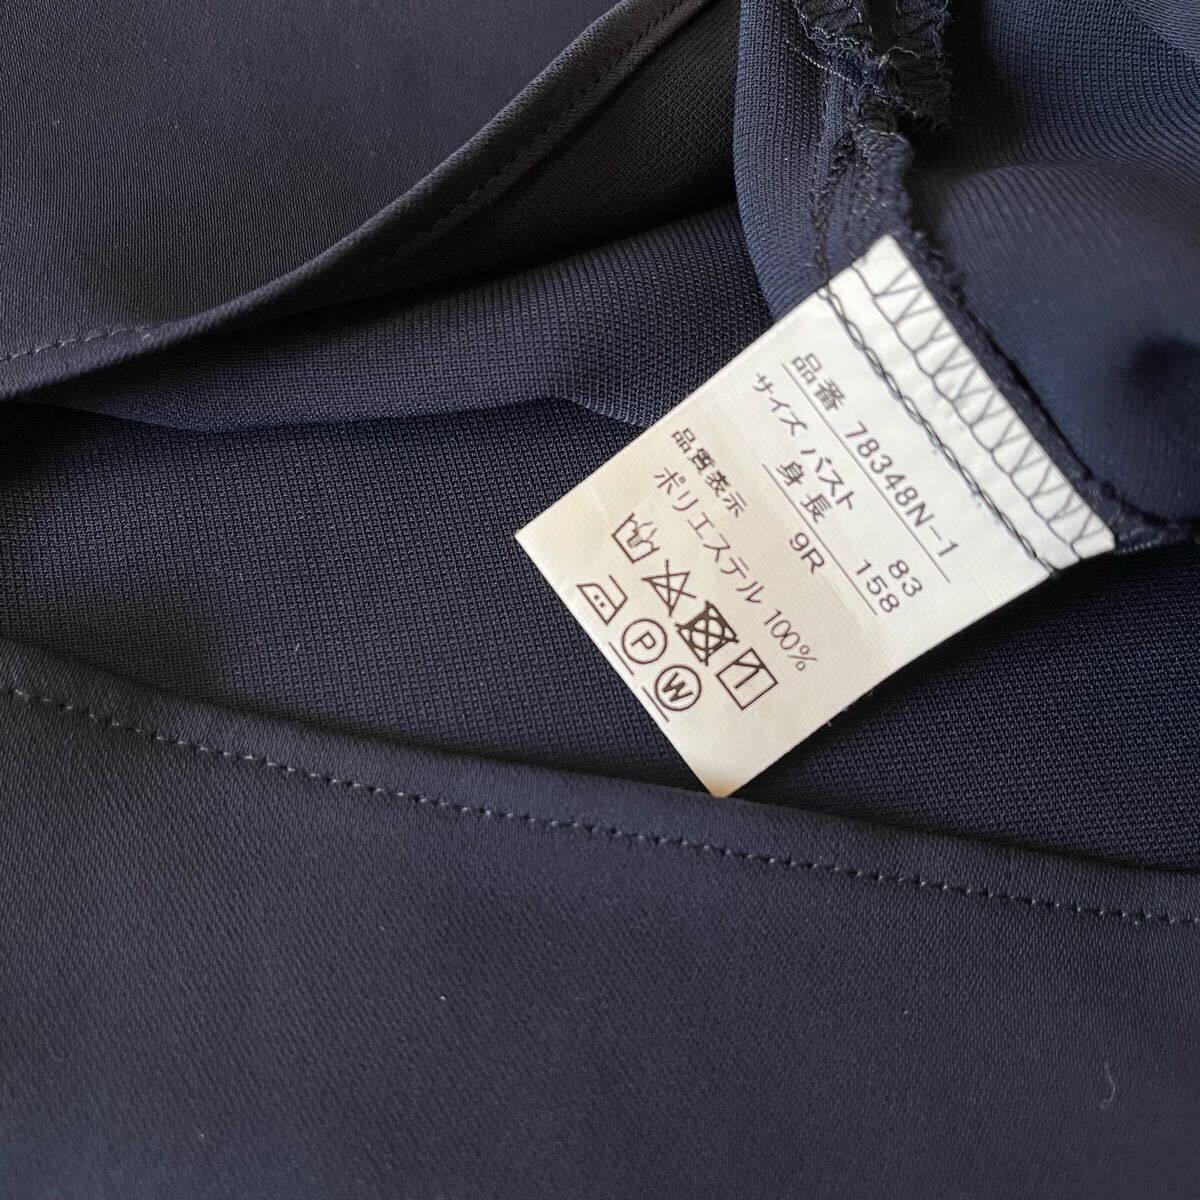 品番 78348N-1
サイズ バスト 83
身長 158
9R
品質表示
ポリエステル 100%
P
W